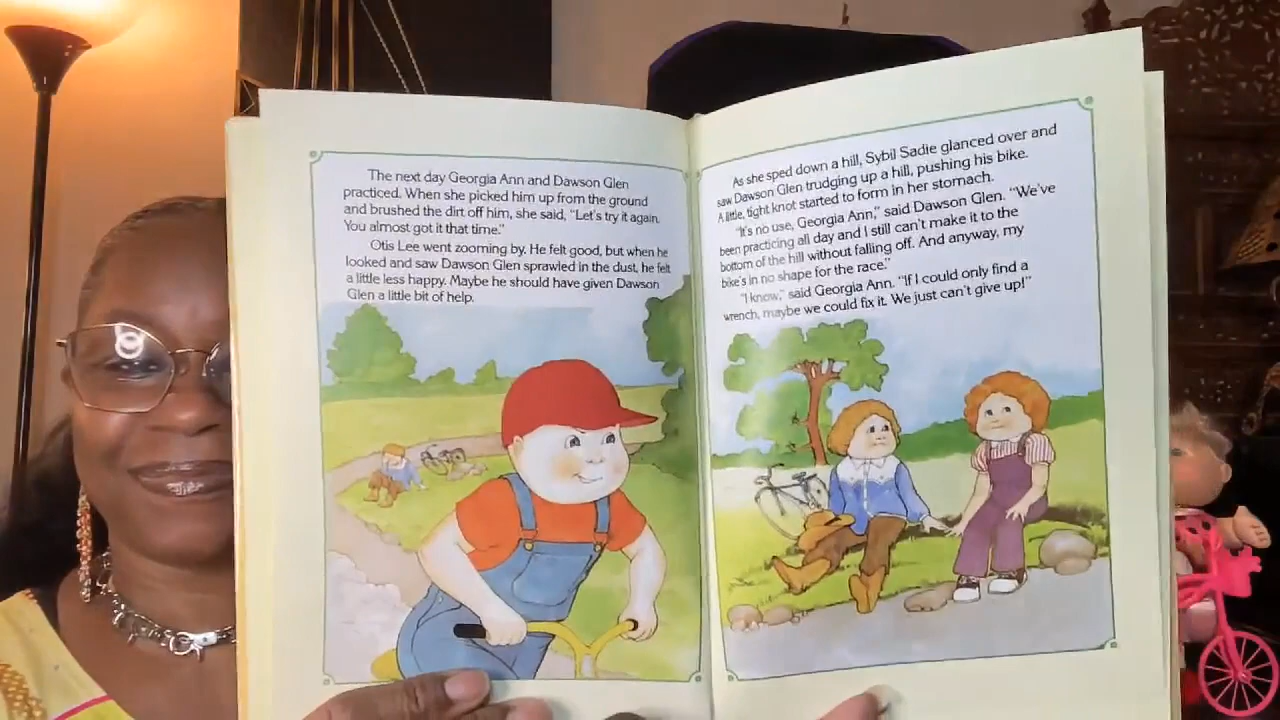 The next day Georgia Ann and Dawson Glen
practiced. When she picked him up from the ground
and brushed the dirt off him, she said, "Let's try it again.
You almost got it that time."
Otis Lee went zooming by. He felt good, but when he
looked and saw Dawson Glen sprawled in the dust, he felt
a little less happy. Maybe he should have given Dawson
Glen a little bit of help.
As she sped down a hill, Sybil Sadie glanced over and
saw Dawson Glen trudging up a hill, pushing his bike.
A little, tight knot started to form in her stomach.
"It's no use, Georgia Ann," said Dawson Glen. "We've
been practicing all day and I still can't make it to the
bottom of the hill without falling off. And anyway, my
bike's in no shape for the race."
"I know," said Georgia Ann. "If I could only find a
wrench, maybe we could fix it. We just can't give up!"